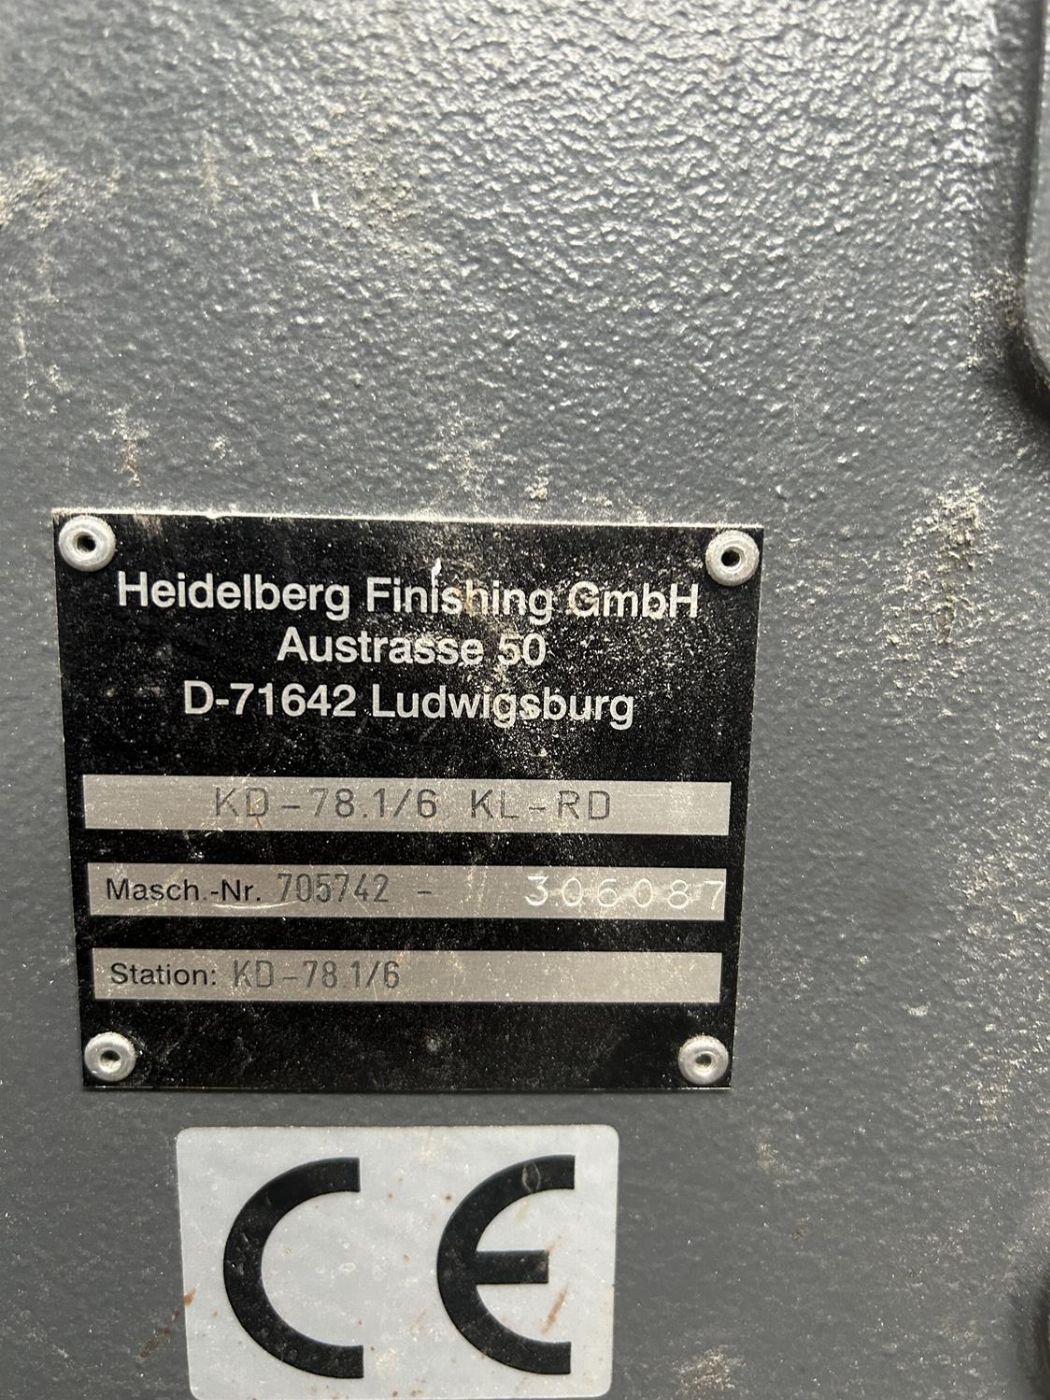 Heidelberg Finishing GmbH
Austrasse 50
D-71642 Ludwigsburg
KD-78.1/6 KL-RD
Masch.-Nr. 705742 - 306087
Station: KD-78.1/6
CE